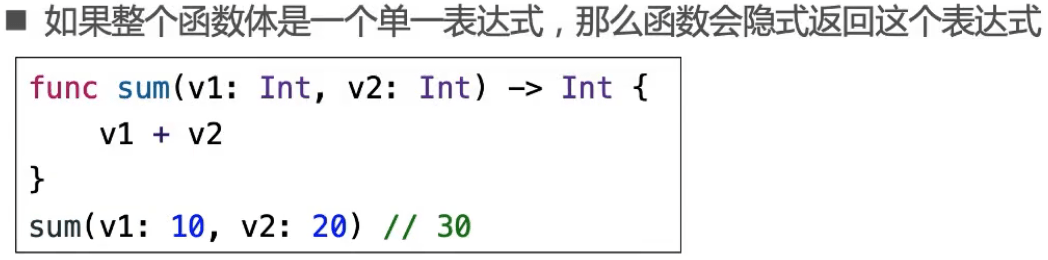 ■ 如果整个函数体是一个单一表达式，那么函数会隐式返回这个表达式
func sum(v1: Int, v2: Int) -> Int {
    v1 + v2
}
sum(v1: 10, v2: 20) // 30